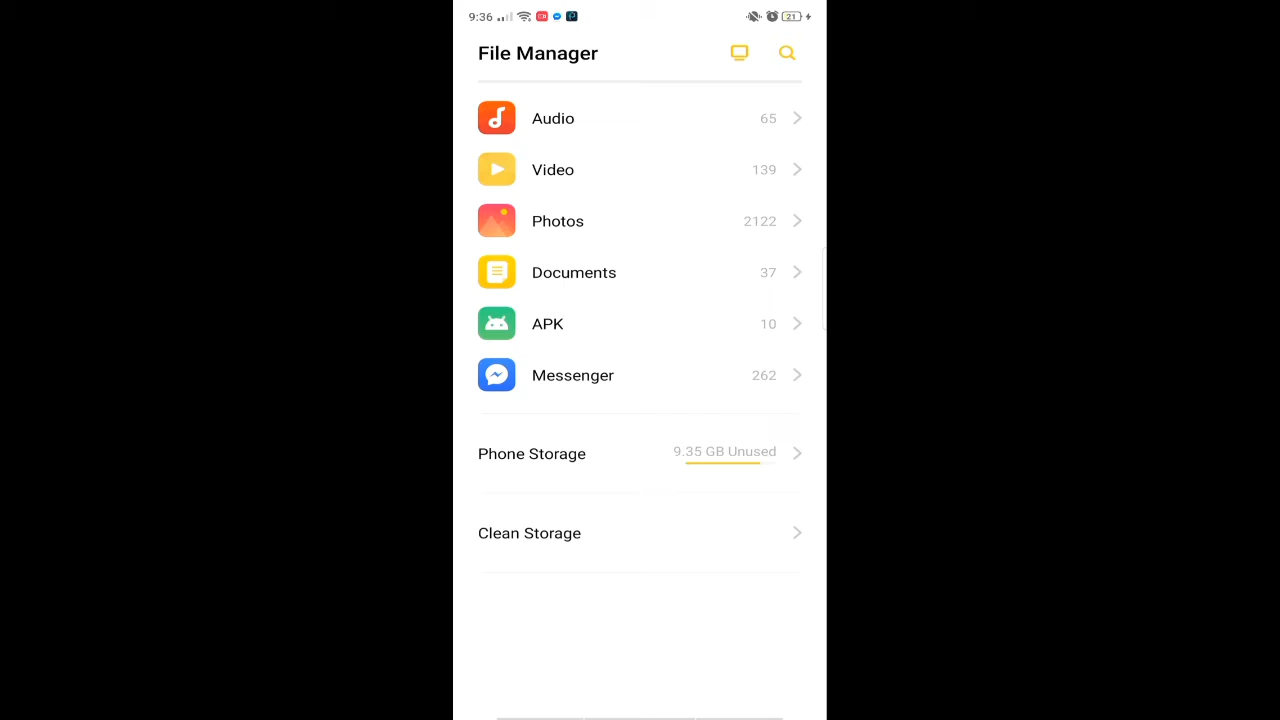 9:36 21
File Manager
Audio 65
Video 139
Photos 2122
Documents 37
APK 10
Messenger 262
Phone Storage 9.35 GB Unused
Clean Storage